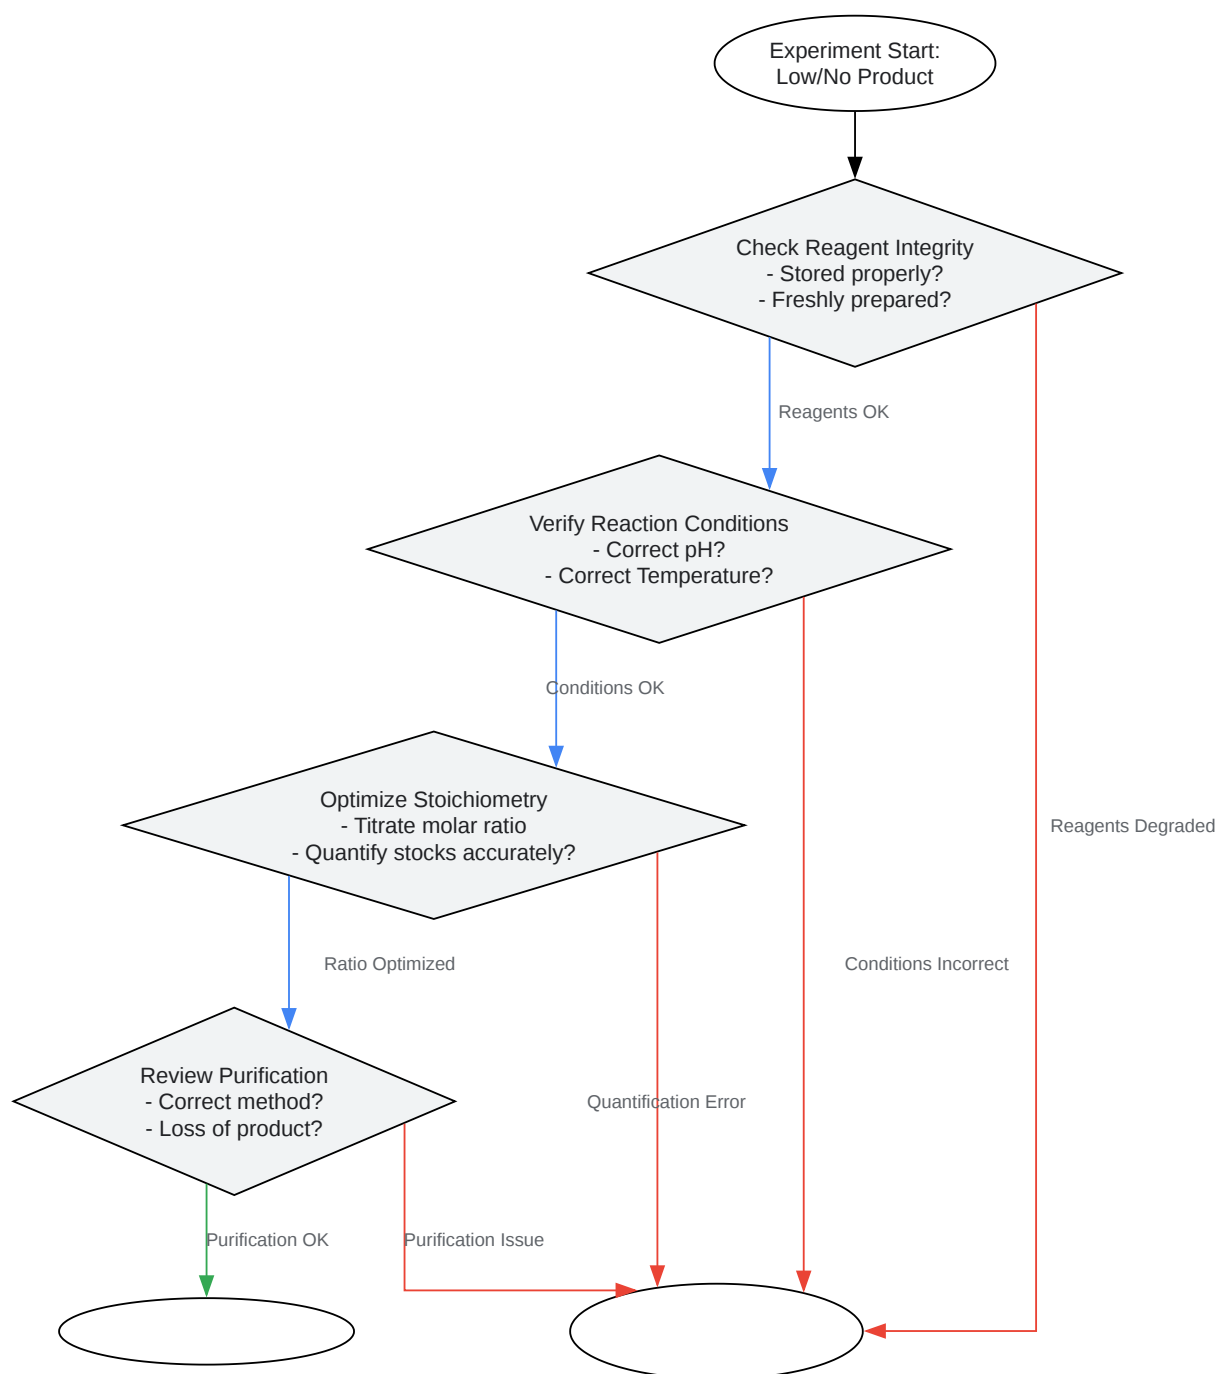 Experiment Start:
Low/No Product
Check Reagent Integrity
- Stored properly?
- Freshly prepared?
Reagents OK
Verify Reaction Conditions
- Correct pH?
- Correct Temperature?
Conditions OK
Optimize Stoichiometry
- Titrate molar ratio
- Quantify stocks accurately?
Reagents Degraded
Ratio Optimized
Conditions Incorrect
Review Purification
- Correct method?
- Loss of product?
Quantification Error
Purification OK
Purification Issue